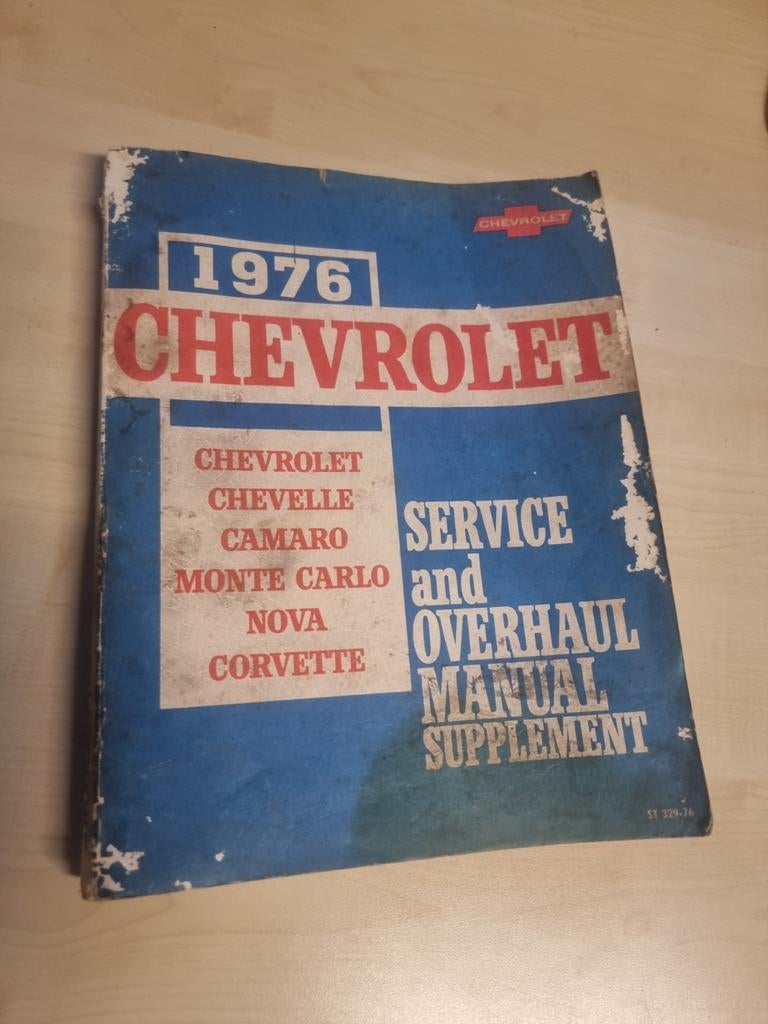 CHEVROLET
1976
CHEVROLET
CHEVROLET
CHEVELLE
CAMARO
MONTE CARLO
NOVA
CORVETTE
SERVICE
and
OVERHAUL
MANUAL
SUPPLEMENT
ST 329-76